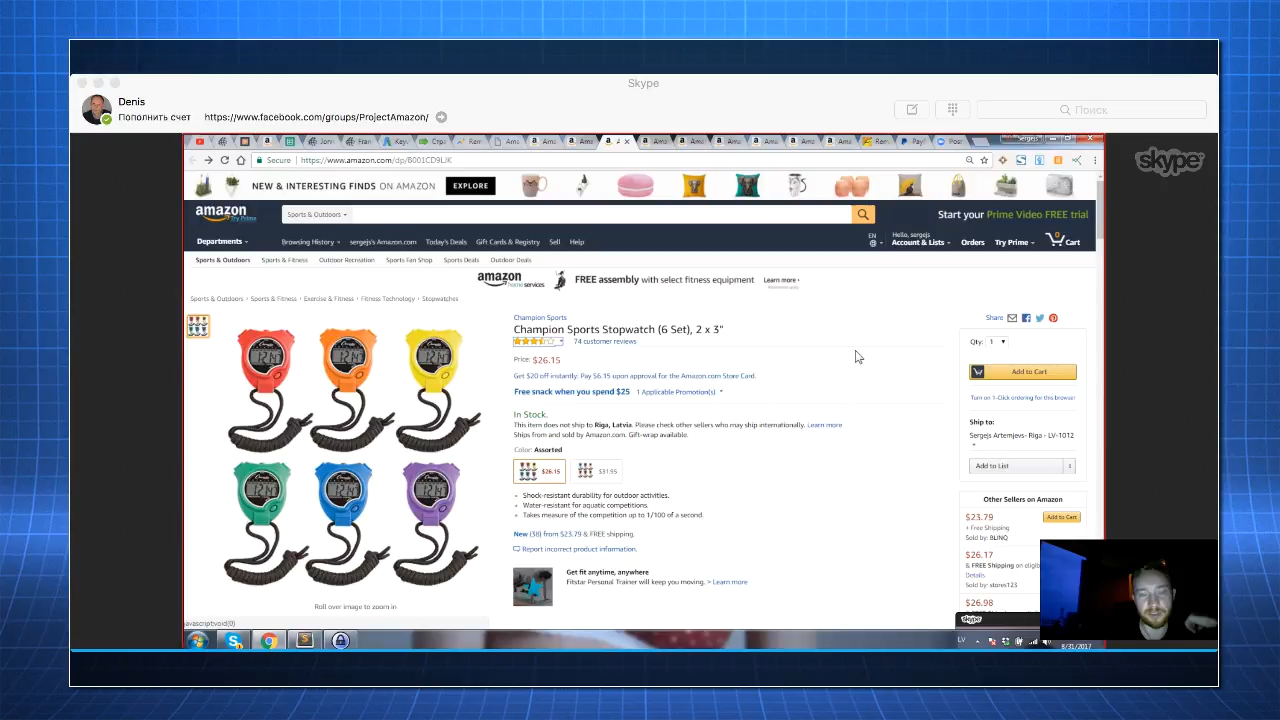 Skype
Denis
Пополнить счет https://www.facebook.com/groups/ProjectAmazon/
Поиск
skype
Secure https://www.amazon.com/dp/B001CD9LJK
NEW & INTERESTING FINDS ON AMAZON EXPLORE
amazon
Try Prime
Sports & Outdoors
Start your Prime Video FREE trial
Departments
Browsing History sergejs's Amazon.com Today's Deals Gift Cards & Registry Sell Help
EN
Hello, sergejs
Account & Lists Orders Try Prime 0 Cart
Sports & Outdoors Sports & Fitness Outdoor Recreation Sports Fan Shop Sports Deals Outdoor Deals
amazon
home services
FREE assembly with select fitness equipment Learn more ›
Sports & Outdoors › Sports & Fitness › Exercise & Fitness › Fitness Technology › Stopwatches
Champion Sports
Champion Sports Stopwatch (6 Set), 2 x 3"
74 customer reviews
Price: $26.15
Get $20 off instantly: Pay $6.15 upon approval for the Amazon.com Store Card.
Free snack when you spend $25 1 Applicable Promotion(s)
In Stock.
This item does not ship to Riga, Latvia. Please check other sellers who may ship internationally. Learn more
Ships from and sold by Amazon.com. Gift-wrap available.
Color: Assorted
$26.15 $31.95
Shock-resistant durability for outdoor activities.
Water-resistant for aquatic competitions.
Takes measure of the competition up to 1/100 of a second.
New (38) from $23.79 & FREE shipping.
Report incorrect product information.
Get fit anytime, anywhere
Fitstar Personal Trainer will keep you moving. > Learn more
Roll over image to zoom in
javascript:void(0)
Share
Qty: 1
Add to Cart
Turn on 1-Click ordering for this browser
Ship to:
Sergejs Artemjevs- Riga - LV-1012
Add to List
Other Sellers on Amazon
$23.79 Add to Cart
+ Free Shipping
Sold by: BLINQ
$26.17
& FREE Shipping on
Details
Sold by: stores123
$26.98
skype
LV
8/31/2017